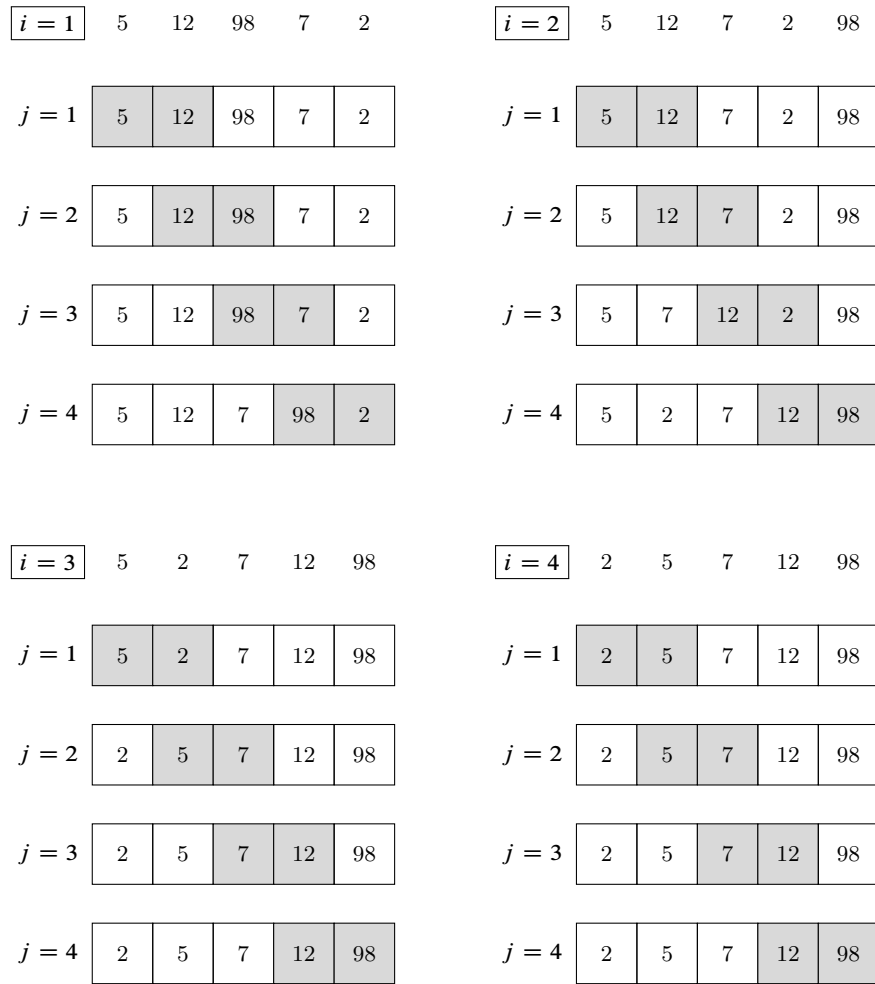 i = 1 5 12 98 7 2
j = 1 5 12 98 7 2
j = 2 5 12 98 7 2
j = 3 5 12 98 7 2
j = 4 5 12 7 98 2
i = 2 5 12 7 2 98
j = 1 5 12 7 2 98
j = 2 5 12 7 2 98
j = 3 5 7 12 2 98
j = 4 5 2 7 12 98
i = 3 5 2 7 12 98
j = 1 5 2 7 12 98
j = 2 2 5 7 12 98
j = 3 2 5 7 12 98
j = 4 2 5 7 12 98
i = 4 2 5 7 12 98
j = 1 2 5 7 12 98
j = 2 2 5 7 12 98
j = 3 2 5 7 12 98
j = 4 2 5 7 12 98